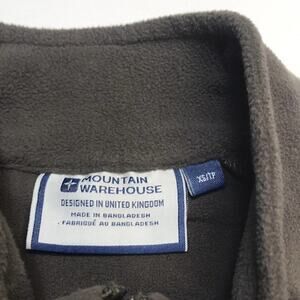 MOUNTAIN
WAREHOUSE
DESIGNED IN UNITED KINGDOM
MADE IN BANGLADESH
FABRIQUÉ AU BANGLADESH
XS/TP